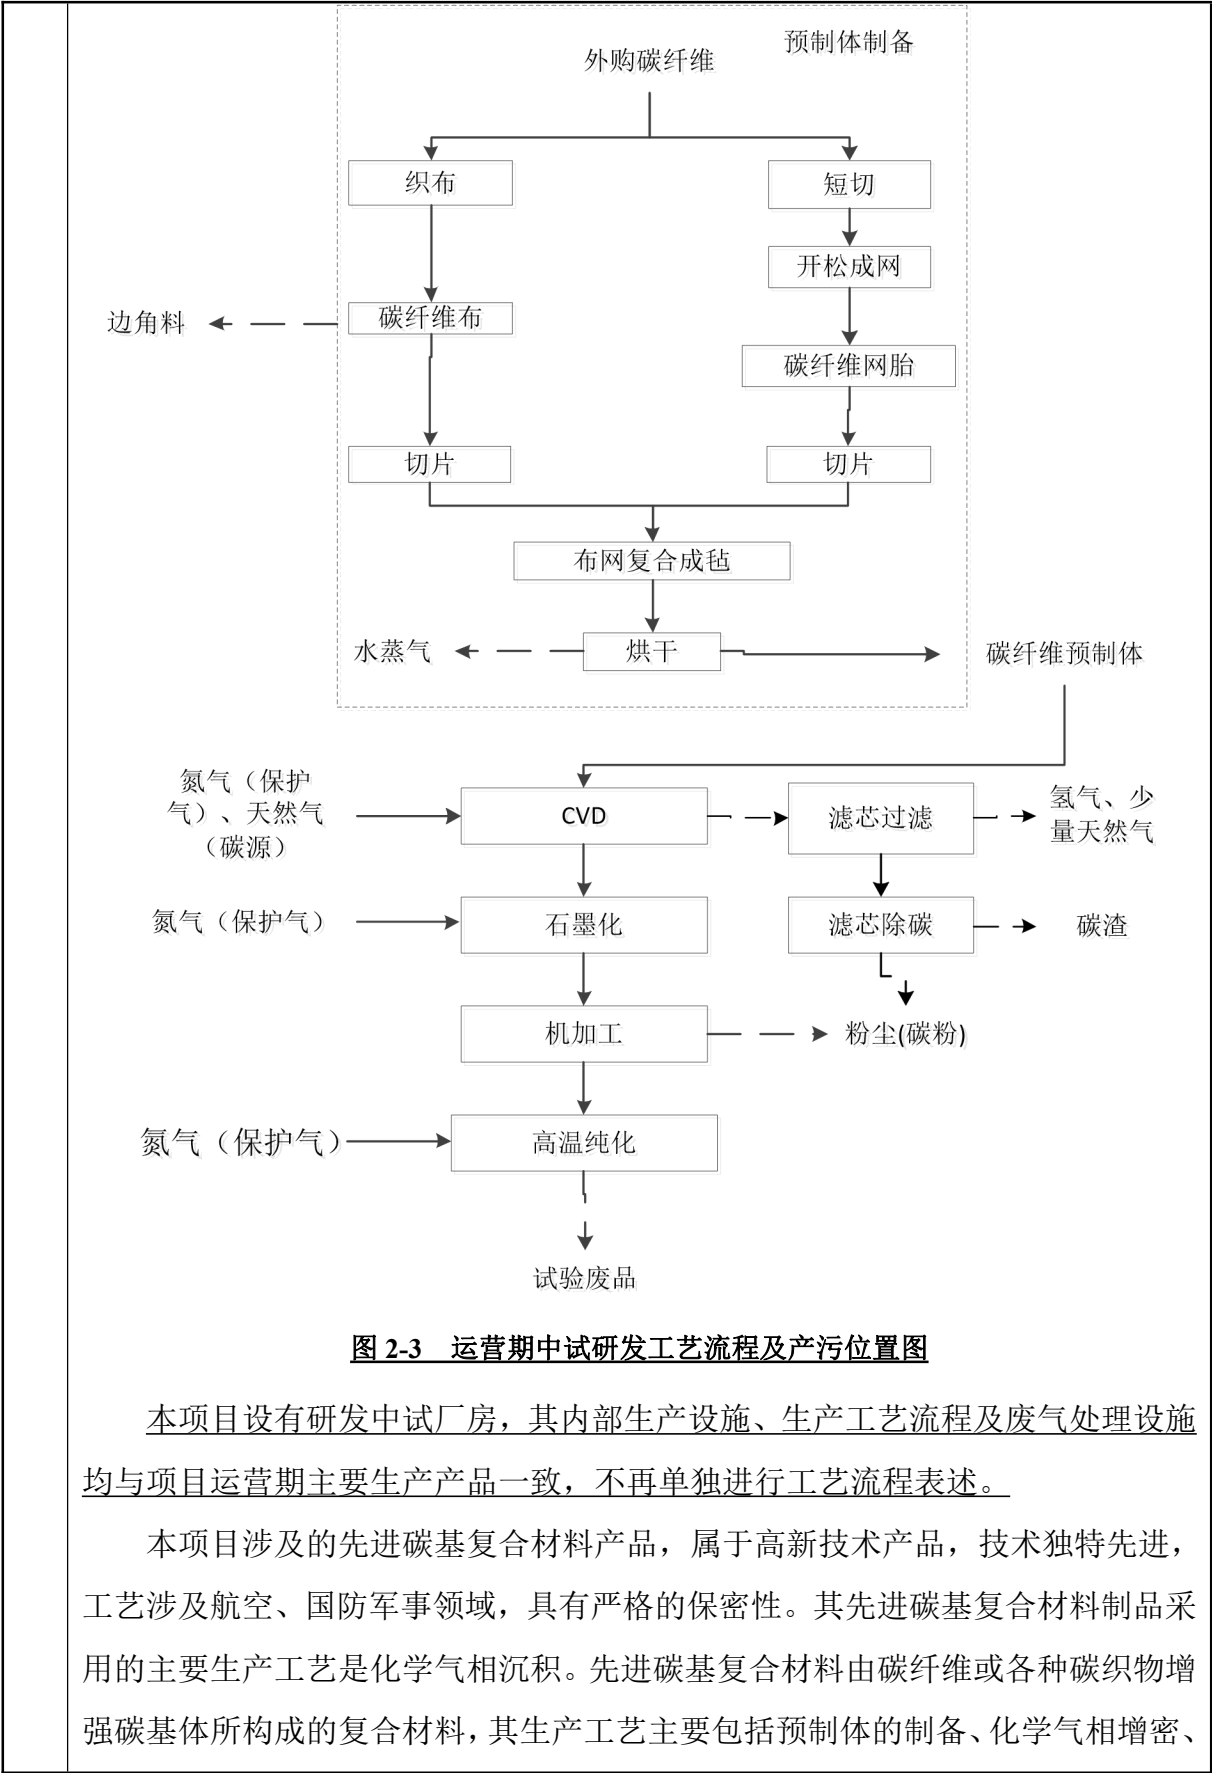 预制体制备
外购碳纤维
织布
短切
开松成网
边角料
碳纤维布
碳纤维网胎
切片
切片
布网复合成毡
水蒸气
烘干
碳纤维预制体
氮气（保护
气）、天然气
（碳源）
CVD
滤芯过滤
氢气、少
量天然气
氮气（保护气）
石墨化
滤芯除碳
碳渣
机加工
粉尘(碳粉)
氮气（保护气）
高温纯化
试验废品
图 2-3 运营期中试研发工艺流程及产污位置图
本项目设有研发中试厂房，其内部生产设施、生产工艺流程及废气处理设施
均与项目运营期主要生产产品一致，不再单独进行工艺流程表述。
本项目涉及的先进碳基复合材料产品，属于高新技术产品，技术独特先进，
工艺涉及航空、国防军事领域，具有严格的保密性。其先进碳基复合材料制品采
用的主要生产工艺是化学气相沉积。先进碳基复合材料由碳纤维或各种碳织物增
强碳基体所构成的复合材料，其生产工艺主要包括预制体的制备、化学气相增密、